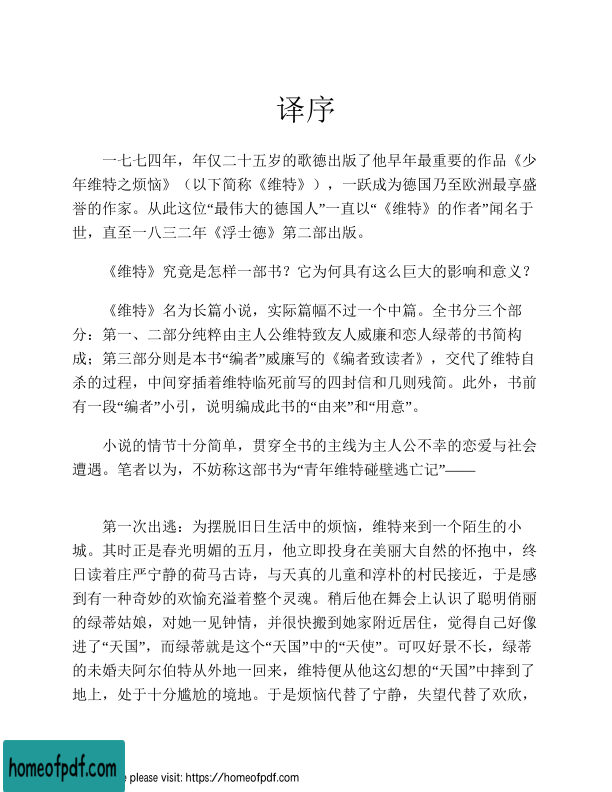 译序
一七七四年，年仅二十五岁的歌德出版了他早年最重要的作品《少
年维特之烦恼》（以下简称《维特》），一跃成为德国乃至欧洲最享盛
誉的作家。从此这位“最伟大的德国人”一直以“《维特》的作者”闻名于
世，直至一八三二年《浮士德》第二部出版。
《维特》究竟是怎样一部书？它为何具有这么巨大的影响和意义？
《维特》名为长篇小说，实际篇幅不过一个中篇。全书分三个部
分：第一、二部分纯粹由主人公维特致友人威廉和恋人绿蒂的书简构
成；第三部分则是本书“编者”威廉写的《编者致读者》，交代了维特自
杀的过程，中间穿插着维特临死前写的四封信和几则残简。此外，书前
有一段“编者”小引，说明编成此书的“由来”和“用意”。
小说的情节十分简单，贯穿全书的主线为主人公不幸的恋爱与社会
遭遇。笔者以为，不妨称这部书为“青年维特碰壁逃亡记”——
第一次出逃：为摆脱旧日生活中的烦恼，维特来到一个陌生的小
城。其时正是春光明媚的五月，他立即投身在美丽大自然的怀抱中，终
日读着庄严宁静的荷马古诗，与天真的儿童和淳朴的村民接近，于是感
到有一种奇妙的欢愉充溢着整个灵魂。稍后他在舞会上认识了聪明俏丽
的绿蒂姑娘，对她一见钟情，并很快搬到她家附近居住，觉得自己好像
进了“天国”，而绿蒂就是这个“天国”中的“天使”。可叹好景不长，绿蒂
的未婚夫阿尔伯特从外地一回来，维特便从他这幻想的“天国”中摔到了
地上，处于十分尴尬的境地。于是烦恼代替了宁静，失望代替了欢欣，
homeofpdf.com
e please visit: https://homeofpdf.com